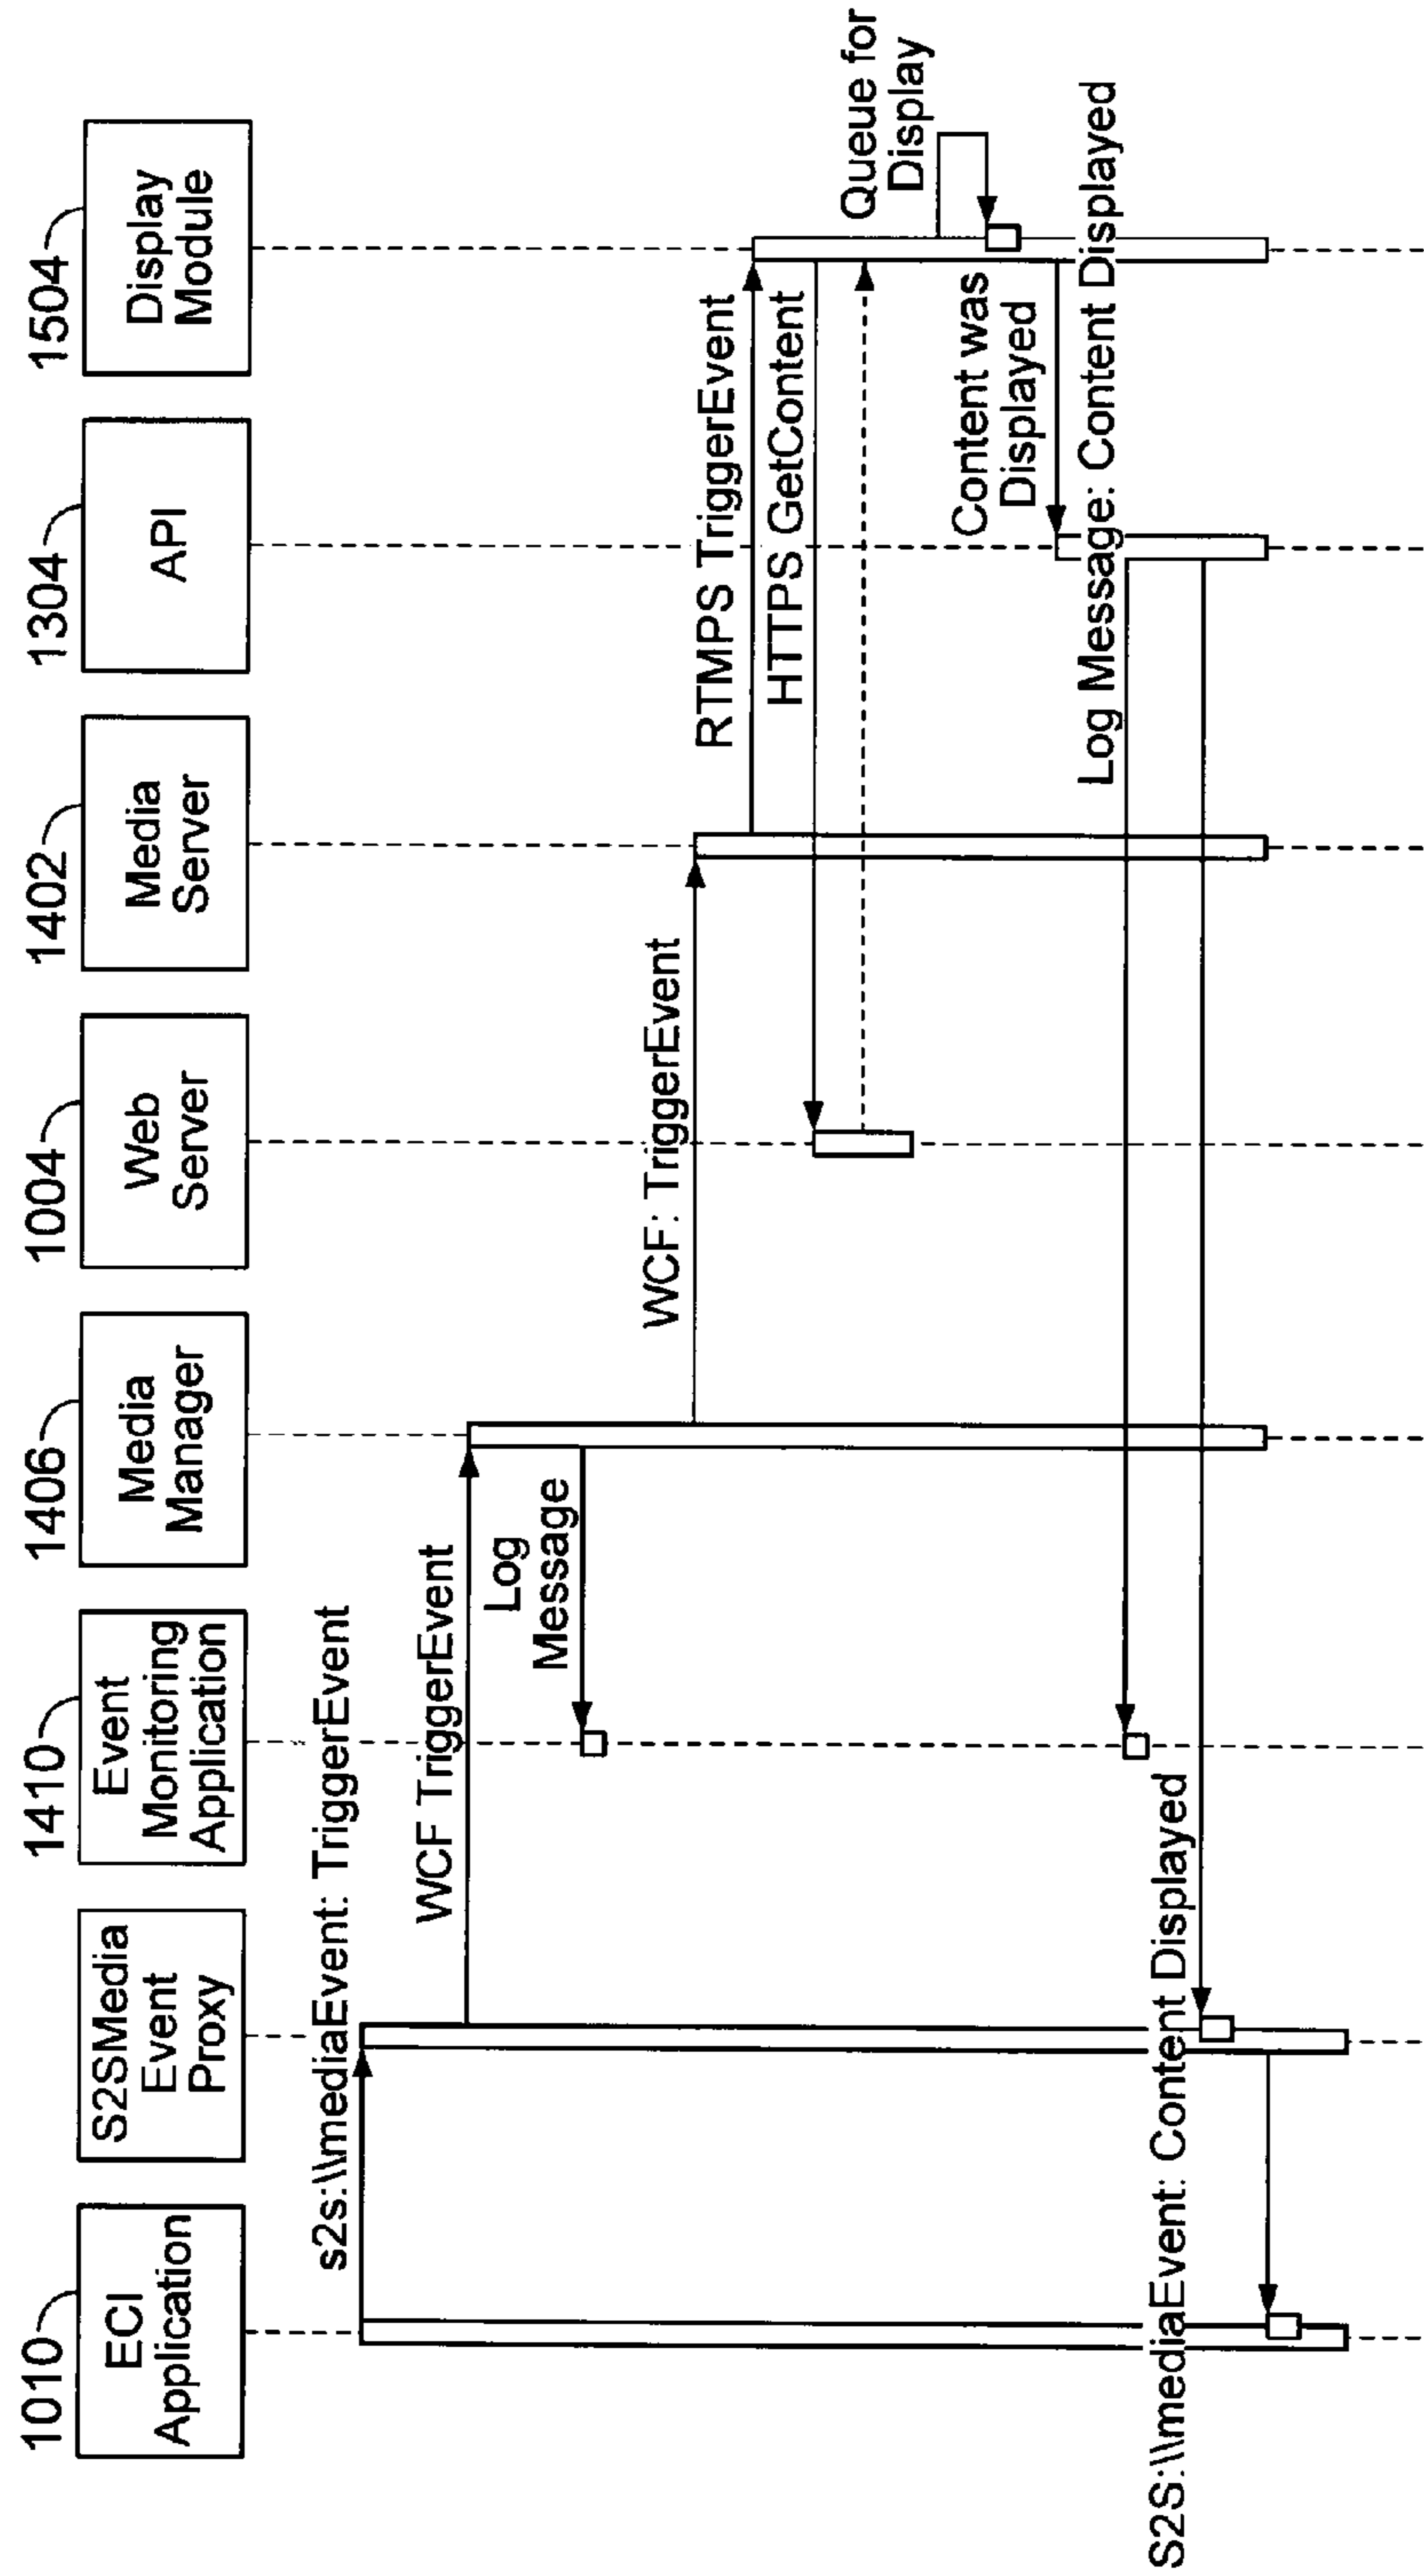 1010
ECI
Application
S2SMedia
Event
Proxy
1410
Event
Monitoring
Application
1406
Media
Manager
1004
Web
Server
1402
Media
Server
1304
API
1504
Display
Module
s2s:\\mediaEvent: TriggerEvent
WCF TriggerEvent
Log
Message
WCF: TriggerEvent
RTMPS TriggerEvent
HTTPS GetContent
Queue for
Display
Content was
Displayed
Log Message: Content Displayed
S2S:\\mediaEvent: Content Displayed